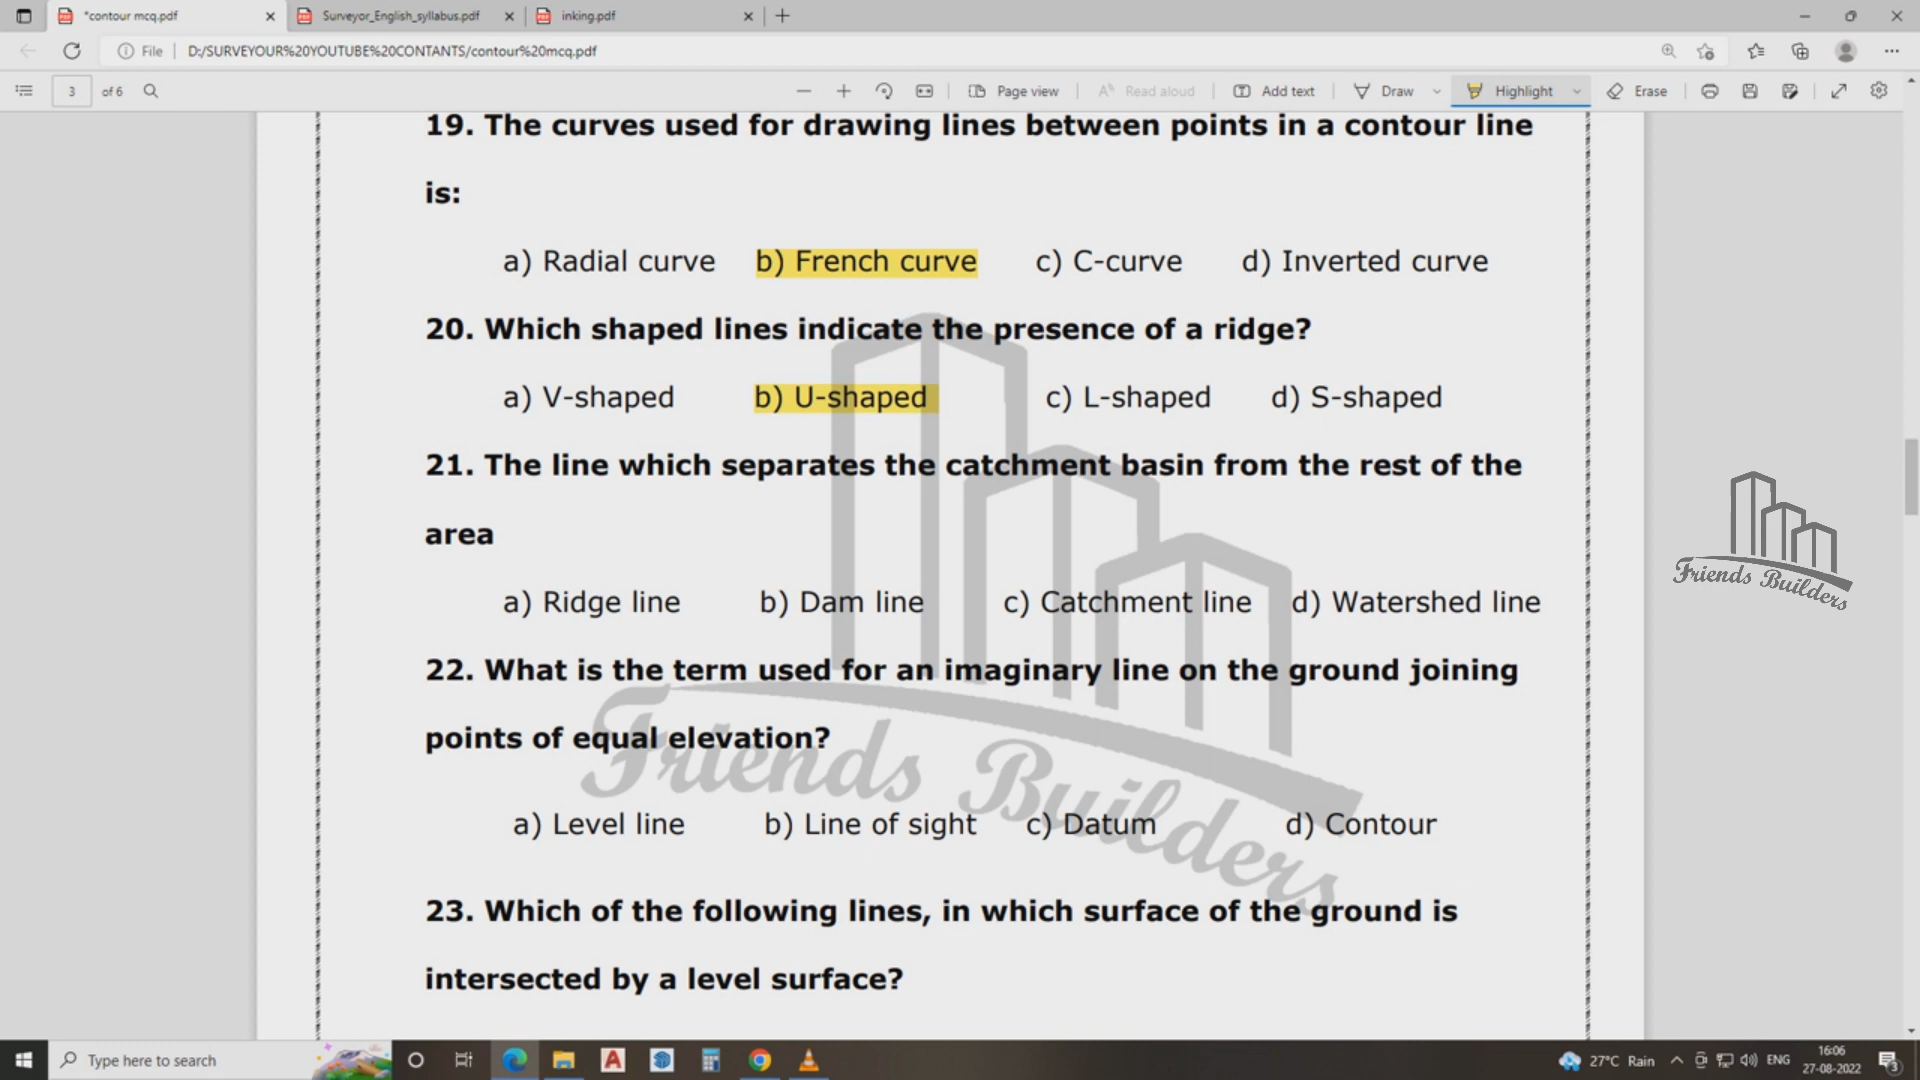 *contour mcq.pdf
Surveyor_English_syllabus.pdf
inking.pdf
File
D:/SURVEYOUR%20YOUTUBE%20CONTANTS/contour%20mcq.pdf
3 of 6
Page view
Read aloud
Add text
Draw
Highlight
Erase
19. The curves used for drawing lines between points in a contour line
is:
a) Radial curve b) French curve c) C-curve d) Inverted curve
20. Which shaped lines indicate the presence of a ridge?
a) V-shaped b) U-shaped c) L-shaped d) S-shaped
21. The line which separates the catchment basin from the rest of the
area
a) Ridge line b) Dam line c) Catchment line d) Watershed line
22. What is the term used for an imaginary line on the ground joining
points of equal elevation?
a) Level line b) Line of sight c) Datum d) Contour
23. Which of the following lines, in which surface of the ground is
intersected by a level surface?
Friends Builders
Friends Builders
Type here to search
27°C Rain
ENG
16:06
27-08-2022
3